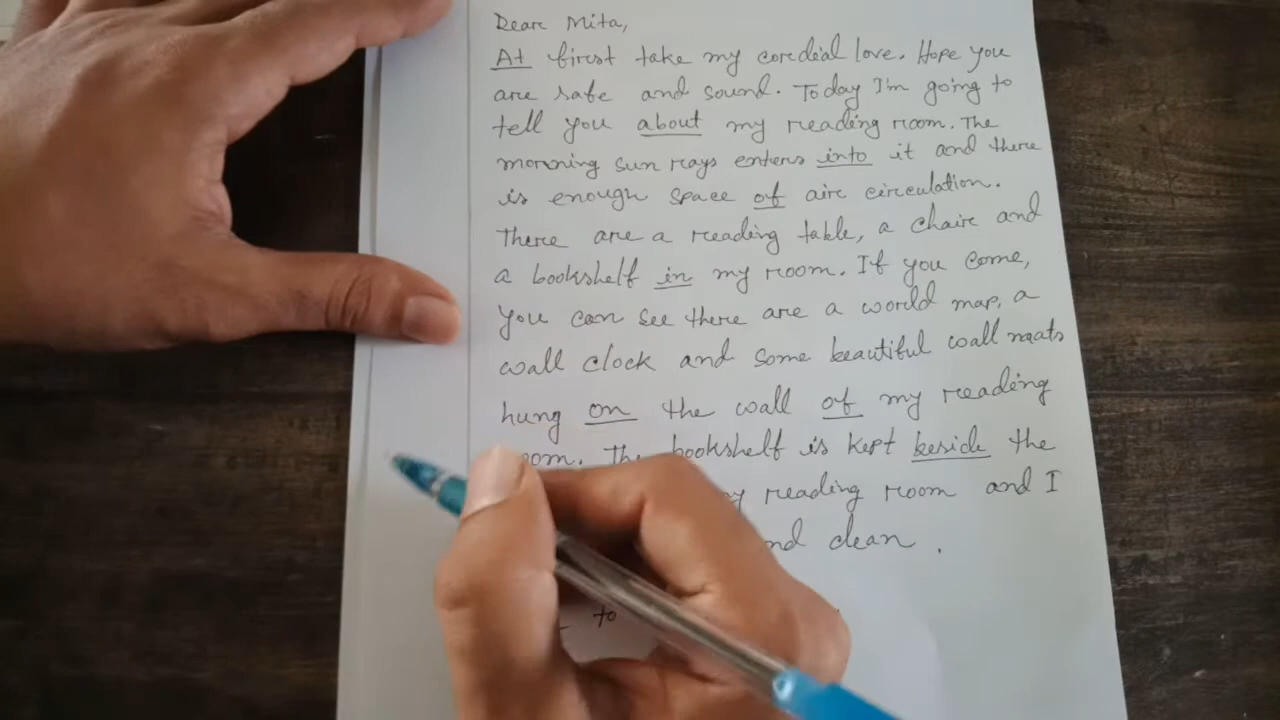 Dear Mita,
At first take my cordial love. Hope you
are safe and sound. Today I'm going to
tell you about my reading room. The
morning sun rays enters into it and there
is enough space of air circulation.
There are a reading table, a chair and
a bookshelf in my room. If you come,
you can see there are a world map, a
wall clock and some beautiful wall mats
hung on the wall of my reading
The bookshelf is kept beside the
reading room and I
clean.
to